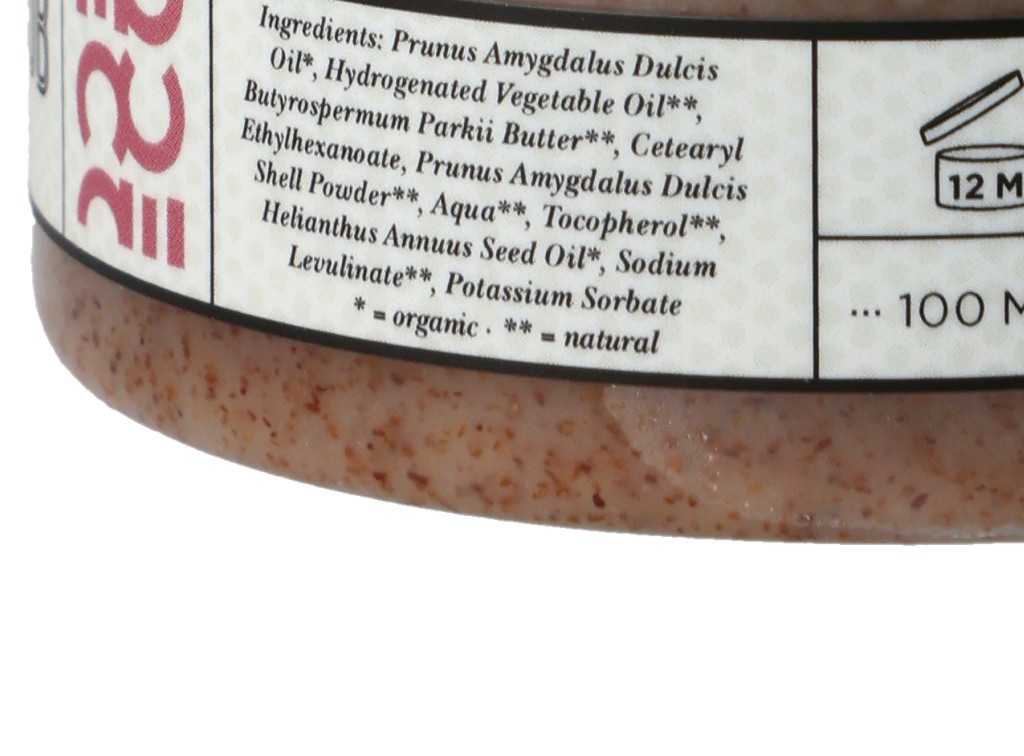 Ingredients: Prunus Amygdalus Dulcis
Oil*, Hydrogenated Vegetable Oil**,
Butyrospermum Parkii Butter**, Cetearyl
Ethylhexanoate, Prunus Amygdalus Dulcis
Shell Powder**, Aqua**, Tocopherol**,
Helianthus Annuus Seed Oil*, Sodium
Levulinate**, Potassium Sorbate
* = organic · ** = natural
12 M
... 100 M